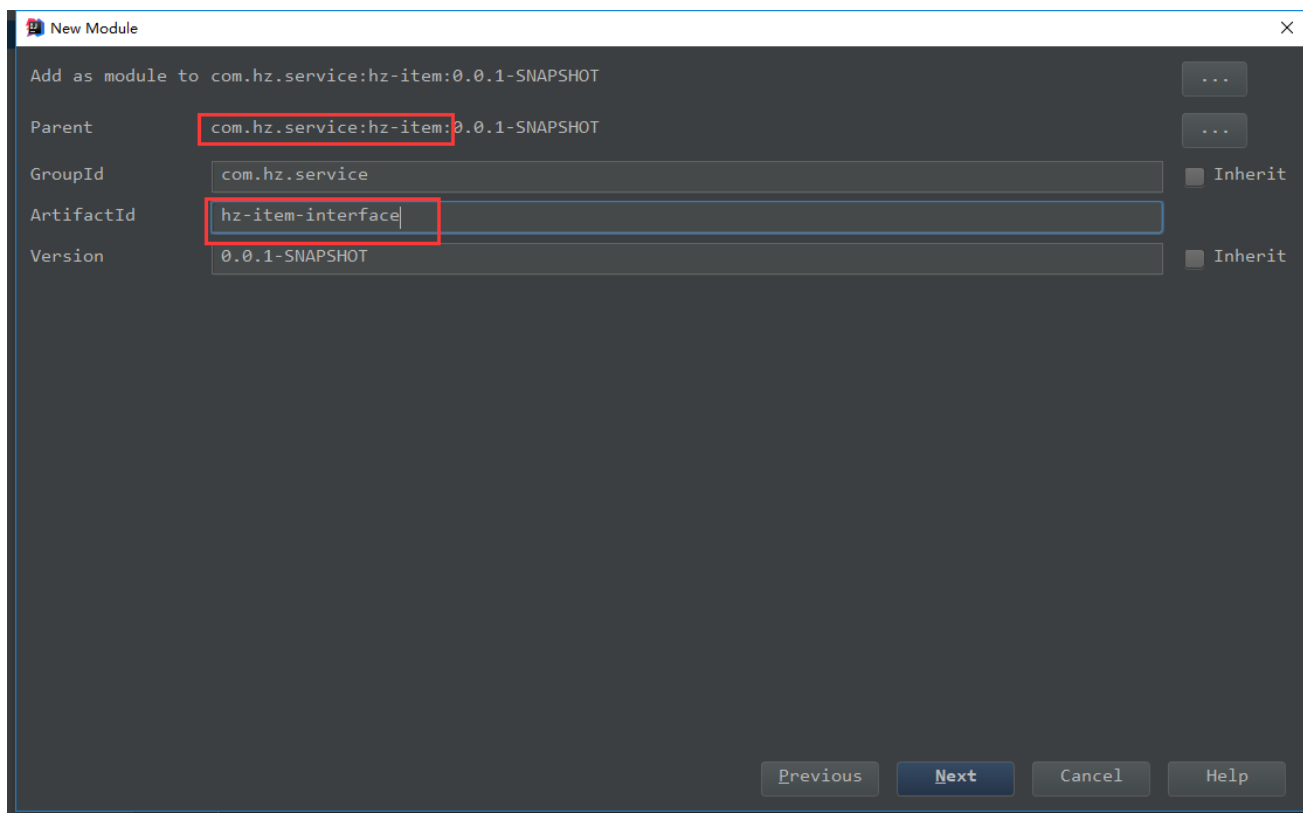 New Module
Add as module to com.hz.service:hz-item:0.0.1-SNAPSHOT ...
Parent com.hz.service:hz-item:0.0.1-SNAPSHOT ...
GroupId com.hz.service Inherit
ArtifactId hz-item-interface
Version 0.0.1-SNAPSHOT Inherit
Previous Next Cancel Help